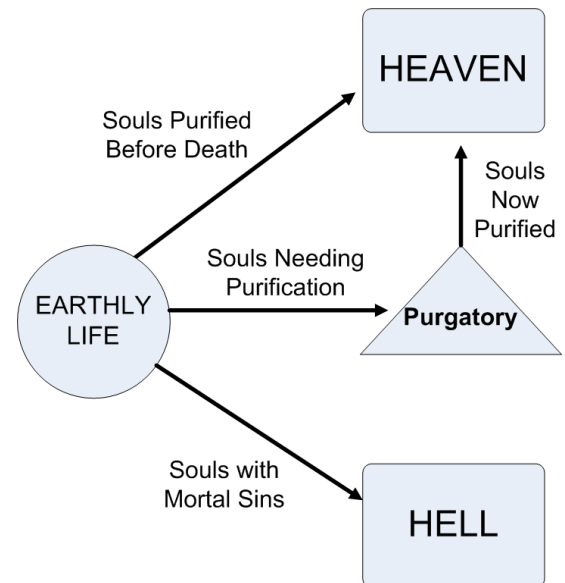 HEAVEN
Souls Purified
Before Death
Souls
Now
Purified
Souls Needing
Purification
EARTHLY
LIFE
Purgatory
Souls with
Mortal Sins
HELL